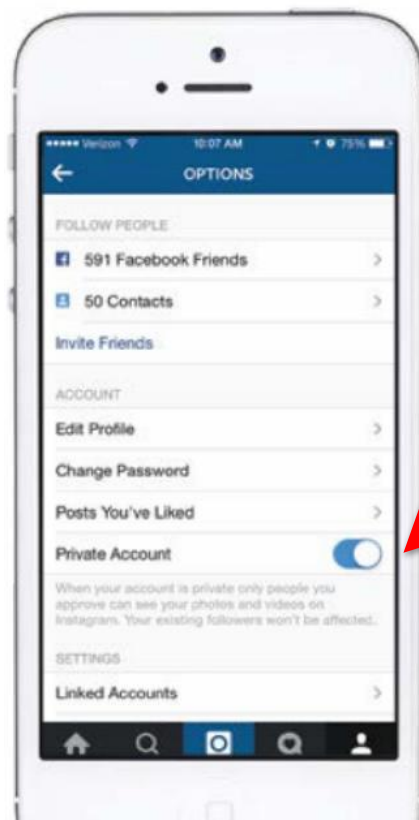 Verizon 10:07 AM 75%
OPTIONS
FOLLOW PEOPLE
591 Facebook Friends
50 Contacts
Invite Friends
ACCOUNT
Edit Profile
Change Password
Posts You've Liked
Private Account
When your account is private only people you
approve can see your photos and videos on
Instagram. Your existing followers won't be affected.
SETTINGS
Linked Accounts